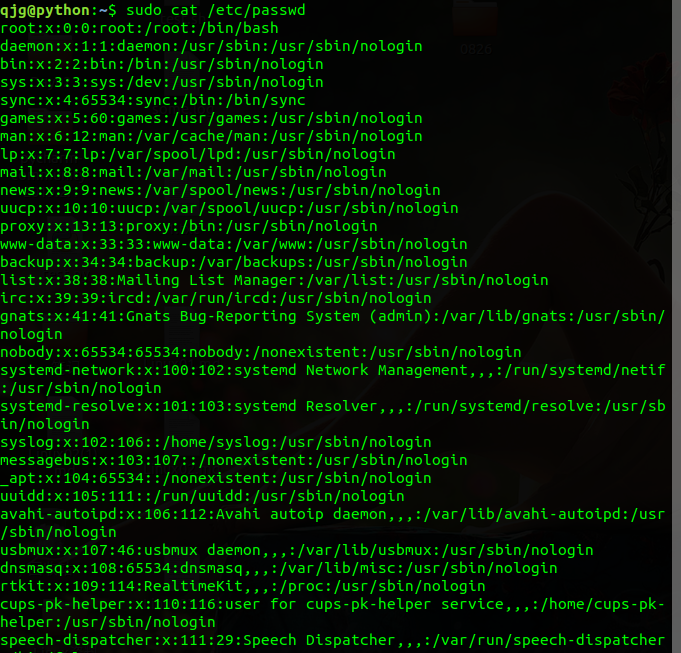 qjg@python:~$ sudo cat /etc/passwd
root:x:0:0:root:/root:/bin/bash
daemon:x:1:1:daemon:/usr/sbin:/usr/sbin/nologin
bin:x:2:2:bin:/bin:/usr/sbin/nologin
sys:x:3:3:sys:/dev:/usr/sbin/nologin
sync:x:4:65534:sync:/bin:/bin/sync
games:x:5:60:games:/usr/games:/usr/sbin/nologin
man:x:6:12:man:/var/cache/man:/usr/sbin/nologin
lp:x:7:7:lp:/var/spool/lpd:/usr/sbin/nologin
mail:x:8:8:mail:/var/mail:/usr/sbin/nologin
news:x:9:9:news:/var/spool/news:/usr/sbin/nologin
uucp:x:10:10:uucp:/var/spool/uucp:/usr/sbin/nologin
proxy:x:13:13:proxy:/bin:/usr/sbin/nologin
www-data:x:33:33:www-data:/var/www:/usr/sbin/nologin
backup:x:34:34:backup:/var/backups:/usr/sbin/nologin
list:x:38:38:Mailing List Manager:/var/list:/usr/sbin/nologin
irc:x:39:39:ircd:/var/run/ircd:/usr/sbin/nologin
gnats:x:41:41:Gnats Bug-Reporting System (admin):/var/lib/gnats:/usr/sbin/
nologin
nobody:x:65534:65534:nobody:/nonexistent:/usr/sbin/nologin
systemd-network:x:100:102:systemd Network Management,,,:/run/systemd/netif
:/usr/sbin/nologin
systemd-resolve:x:101:103:systemd Resolver,,,:/run/systemd/resolve:/usr/sb
in/nologin
syslog:x:102:106::/home/syslog:/usr/sbin/nologin
messagebus:x:103:107::/nonexistent:/usr/sbin/nologin
_apt:x:104:65534::/nonexistent:/usr/sbin/nologin
uuidd:x:105:111::/run/uuidd:/usr/sbin/nologin
avahi-autoipd:x:106:112:Avahi autoip daemon,,,:/var/lib/avahi-autoipd:/usr
/sbin/nologin
usbmux:x:107:46:usbmux daemon,,,:/var/lib/usbmux:/usr/sbin/nologin
dnsmasq:x:108:65534:dnsmasq,,,:/var/lib/misc:/usr/sbin/nologin
rtkit:x:109:114:RealtimeKit,,,:/proc:/usr/sbin/nologin
cups-pk-helper:x:110:116:user for cups-pk-helper service,,,:/home/cups-pk-
helper:/usr/sbin/nologin
speech-dispatcher:x:111:29:Speech Dispatcher,,,:/var/run/speech-dispatcher
0826